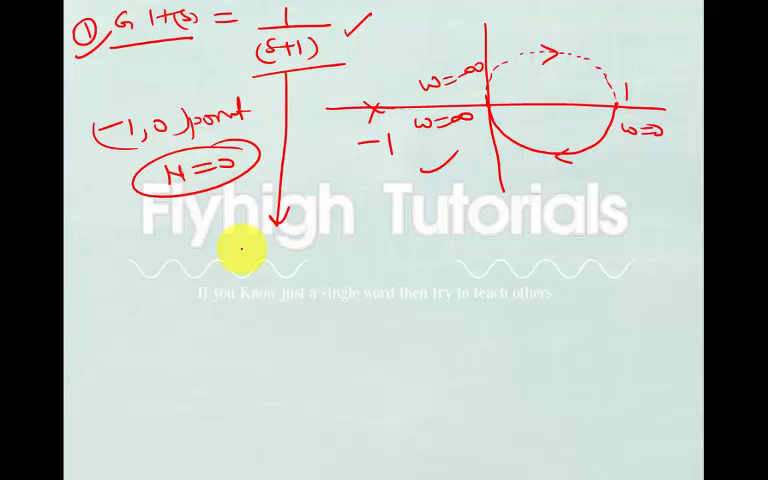 ① G H(s) = 1/(s+1) ✓
(-1, 0) point
N = 0
ω = -∞
ω = ∞
-1
1
ω = 0
Flyhigh Tutorials
If you Know just a single word then try to teach others